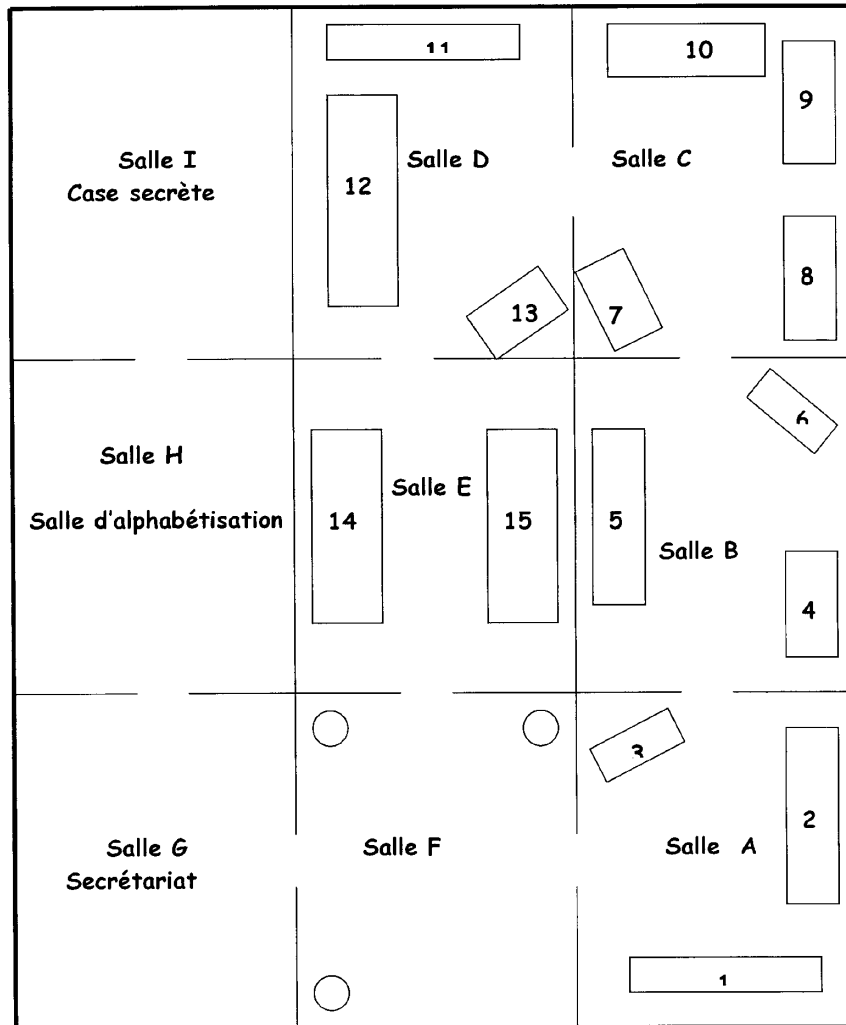 11
10
9
Salle I
Case secrète
Salle D
Salle C
12
8
13
7
6
Salle H
Salle E
Salle d'alphabétisation
14
15
5
Salle B
4
3
2
Salle G
Secrétariat
Salle F
Salle A
1